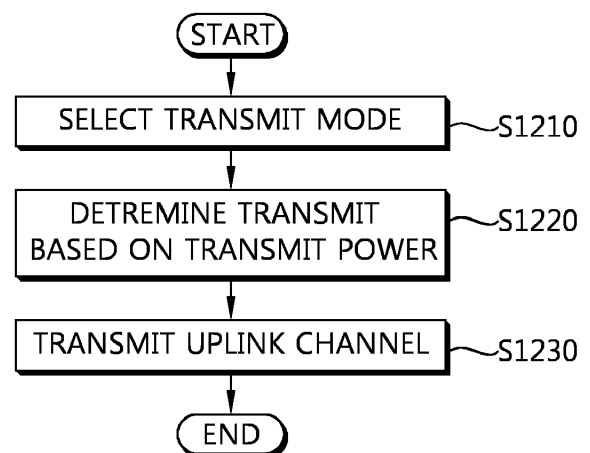 START
SELECT TRANSMIT MODE
S1210
DETREMINE TRANSMIT
BASED ON TRANSMIT POWER
S1220
TRANSMIT UPLINK CHANNEL
S1230
END